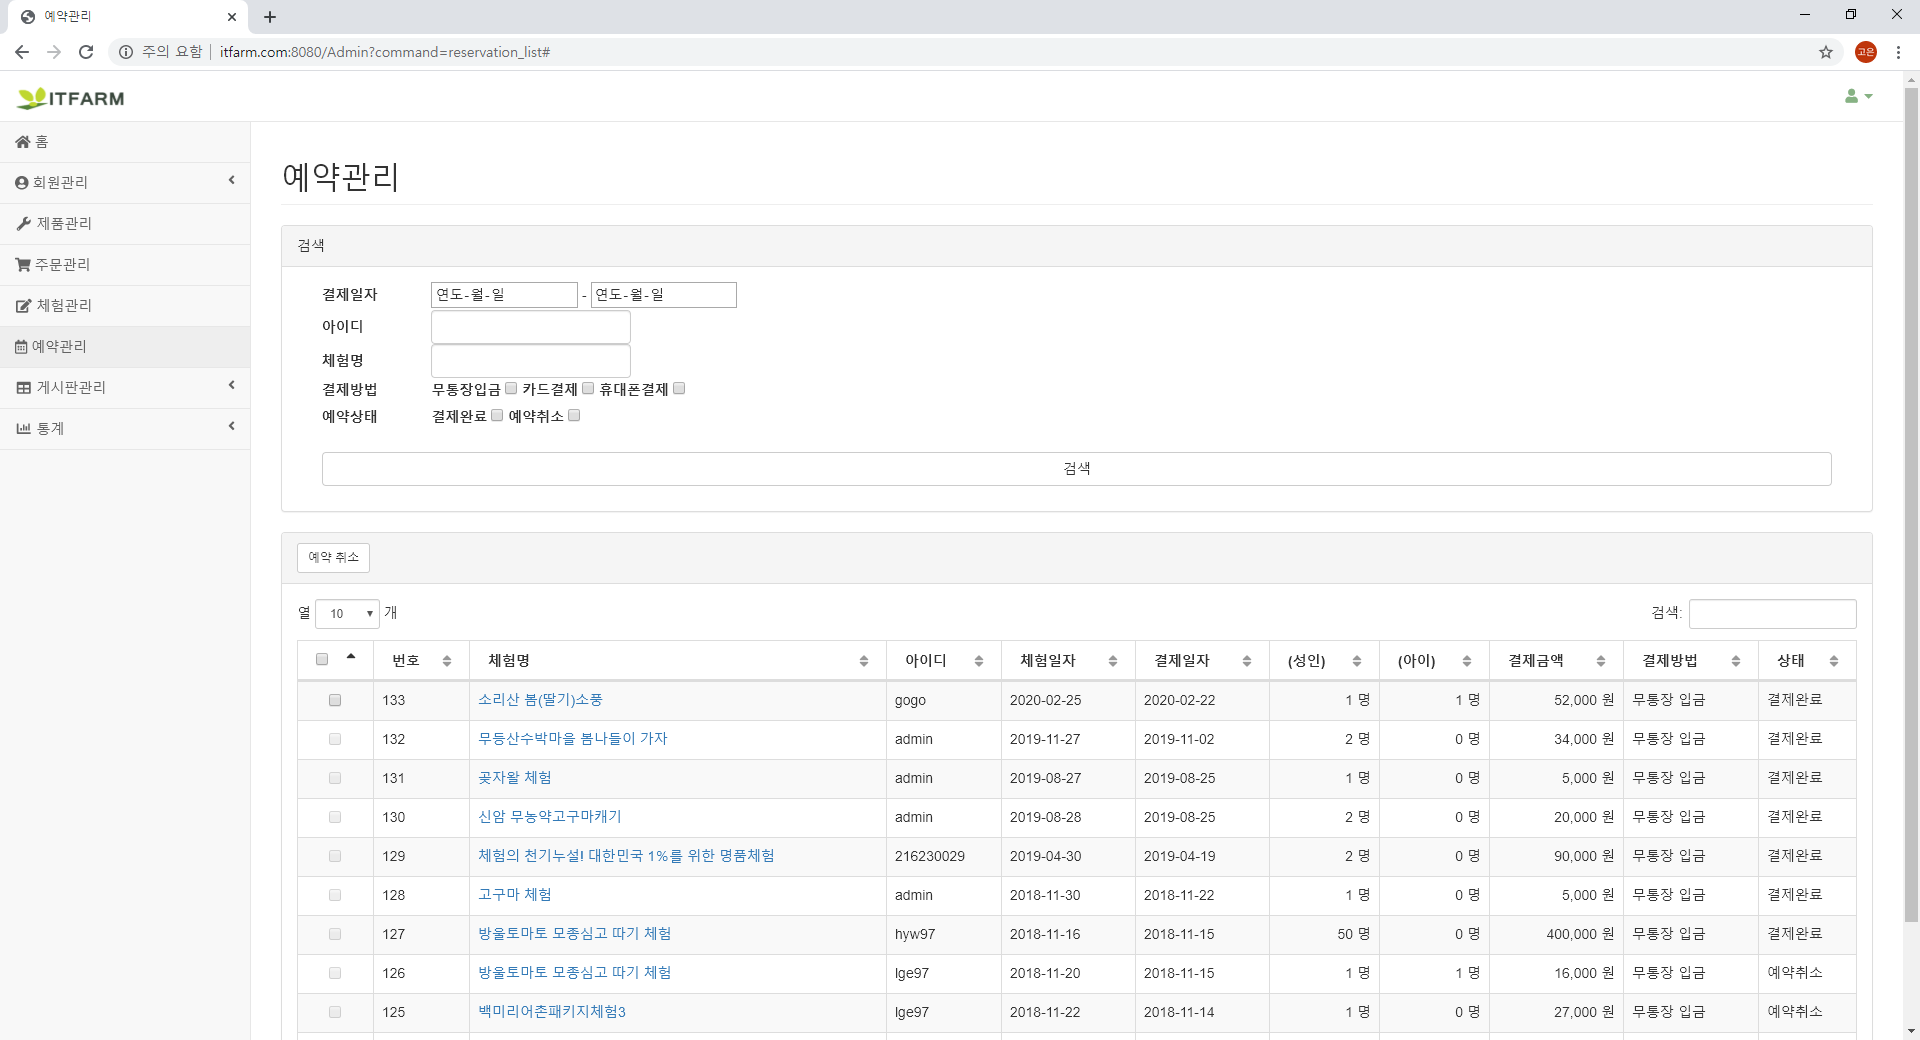 예약관리
주의 요함 itfarm.com:8080/Admin?command=reservation_list#
고은
ITFARM
홈
회원관리
제품관리
주문관리
체험관리
예약관리
게시판관리
통계
예약관리
검색
결제일자 연도-월-일 - 연도-월-일
아이디
체험명
결제방법 무통장입금 카드결제 휴대폰결제
예약상태 결제완료 예약취소
검색
예약 취소
열 10 개 검색:
번호 체험명 아이디 체험일자 결제일자 (성인) (아이) 결제금액 결제방법 상태
133 소리산 봄(딸기)소풍 gogo 2020-02-25 2020-02-22 1 명 1 명 52,000 원 무통장 입금 결제완료
132 무등산수박마을 봄나들이 가자 admin 2019-11-27 2019-11-02 2 명 0 명 34,000 원 무통장 입금 결제완료
131 곶자왈 체험 admin 2019-08-27 2019-08-25 1 명 0 명 5,000 원 무통장 입금 결제완료
130 신암 무농약고구마캐기 admin 2019-08-28 2019-08-25 2 명 0 명 20,000 원 무통장 입금 결제완료
129 체험의 천기누설! 대한민국 1%를 위한 명품체험 216230029 2019-04-30 2019-04-19 2 명 0 명 90,000 원 무통장 입금 결제완료
128 고구마 체험 admin 2018-11-30 2018-11-22 1 명 0 명 5,000 원 무통장 입금 결제완료
127 방울토마토 모종심고 따기 체험 hyw97 2018-11-16 2018-11-15 50 명 0 명 400,000 원 무통장 입금 결제완료
126 방울토마토 모종심고 따기 체험 lge97 2018-11-20 2018-11-15 1 명 1 명 16,000 원 무통장 입금 예약취소
125 백미리어촌패키지체험3 lge97 2018-11-22 2018-11-14 1 명 0 명 27,000 원 무통장 입금 예약취소